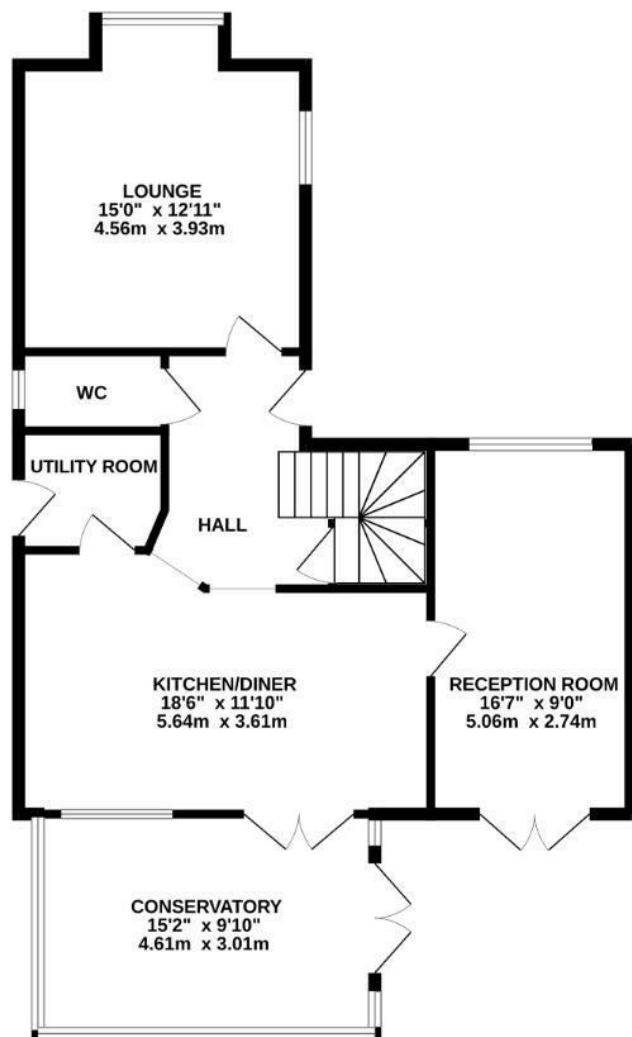 LOUNGE
15'0" x 12'11"
4.56m x 3.93m
WC
UTILITY ROOM
HALL
KITCHEN/DINER
18'6" x 11'10"
5.64m x 3.61m
RECEPTION ROOM
16'7" x 9'0"
5.06m x 2.74m
CONSERVATORY
15'2" x 9'10"
4.61m x 3.01m